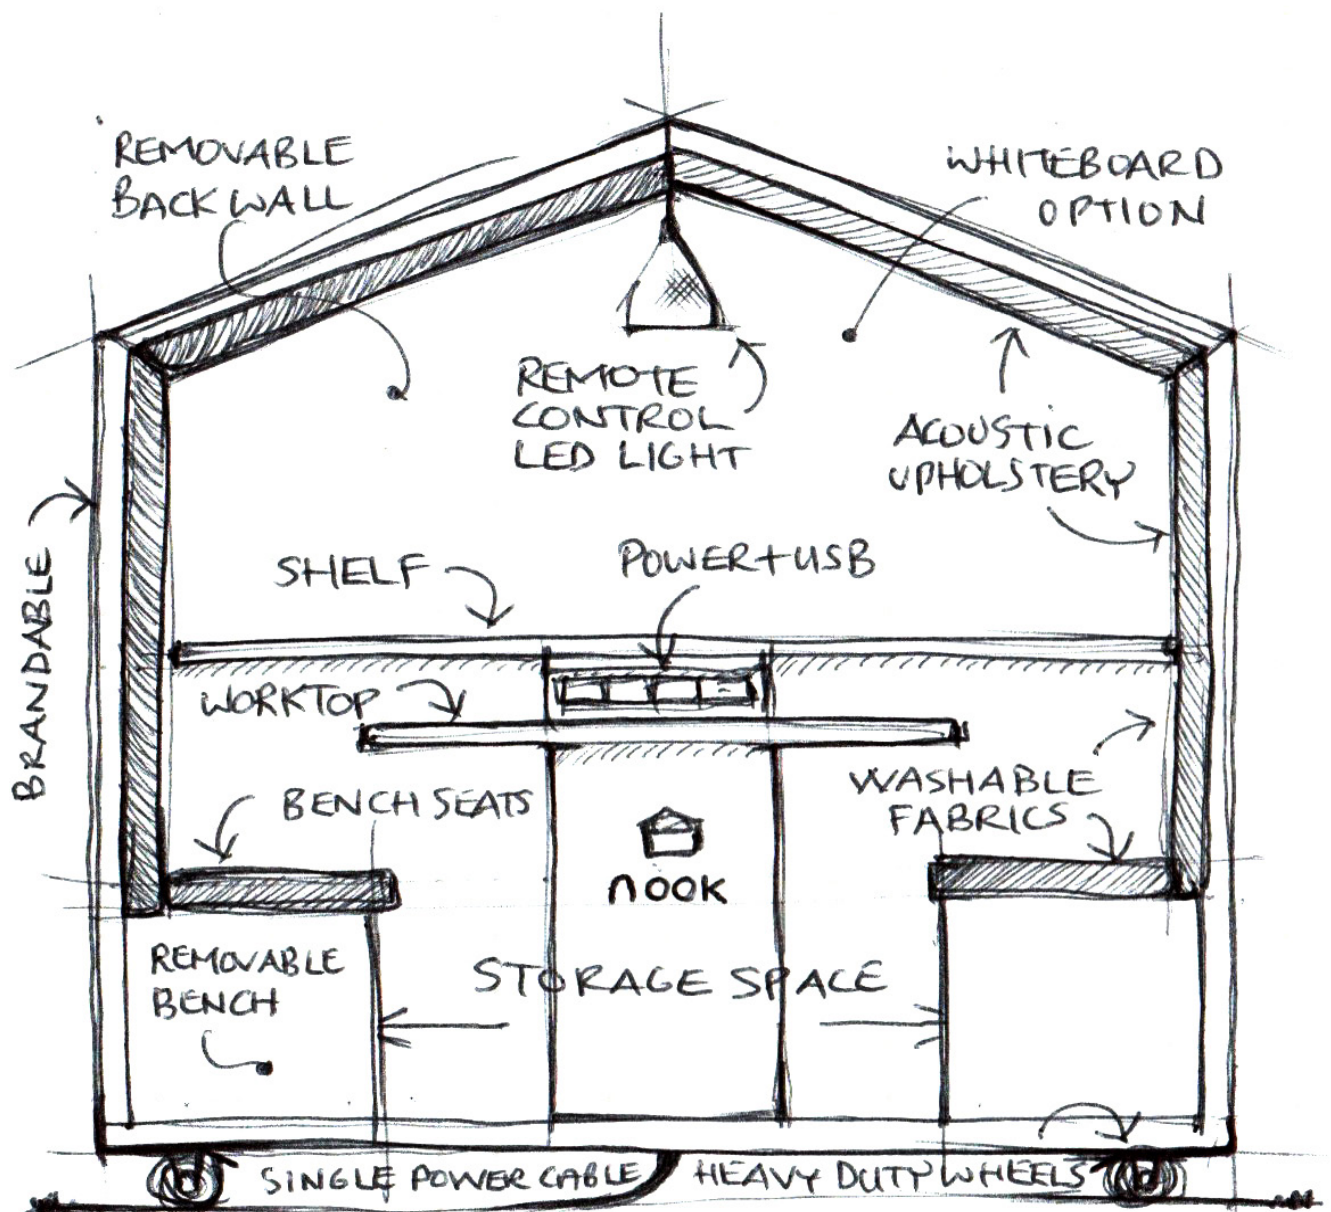 REMOVABLE
BACK WALL
WHITEBOARD
OPTION
REMOTE
CONTROL
LED LIGHT
ACOUSTIC
UPHOLSTERY
BRANDABLE
SHELF
POWER+USB
WORKTOP
BENCH SEATS
WASHABLE
FABRICS
nOOK
REMOVABLE
BENCH
STORAGE SPACE
SINGLE POWER CABLE
HEAVY DUTY WHEELS